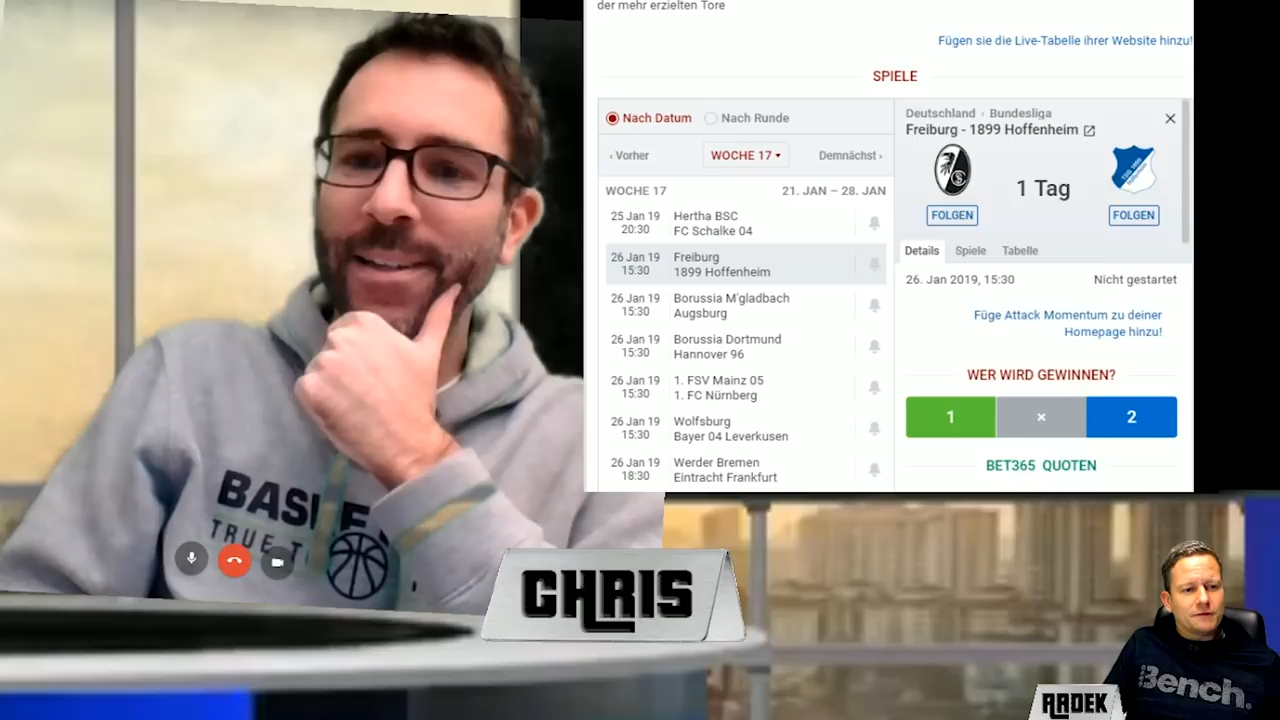 der mehr erzielten Tore
Fügen sie die Live-Tabelle ihrer Website hinzu!
SPIELE
Nach Datum
Nach Runde
‹ Vorher
WOCHE 17
Demnächst ›
WOCHE 17
21. JAN – 28. JAN
25 Jan 19
20:30
Hertha BSC
FC Schalke 04
26 Jan 19
15:30
Freiburg
1899 Hoffenheim
26 Jan 19
15:30
Borussia M'gladbach
Augsburg
26 Jan 19
15:30
Borussia Dortmund
Hannover 96
26 Jan 19
15:30
1. FSV Mainz 05
1. FC Nürnberg
26 Jan 19
15:30
Wolfsburg
Bayer 04 Leverkusen
26 Jan 19
18:30
Werder Bremen
Eintracht Frankfurt
Deutschland › Bundesliga
Freiburg - 1899 Hoffenheim
1 Tag
FOLGEN
FOLGEN
Details
Spiele
Tabelle
26. Jan 2019, 15:30
Nicht gestartet
Füge Attack Momentum zu deiner
Homepage hinzu!
WER WIRD GEWINNEN?
1
×
2
BET365 QUOTEN
TRUE
CHRIS
Bench.